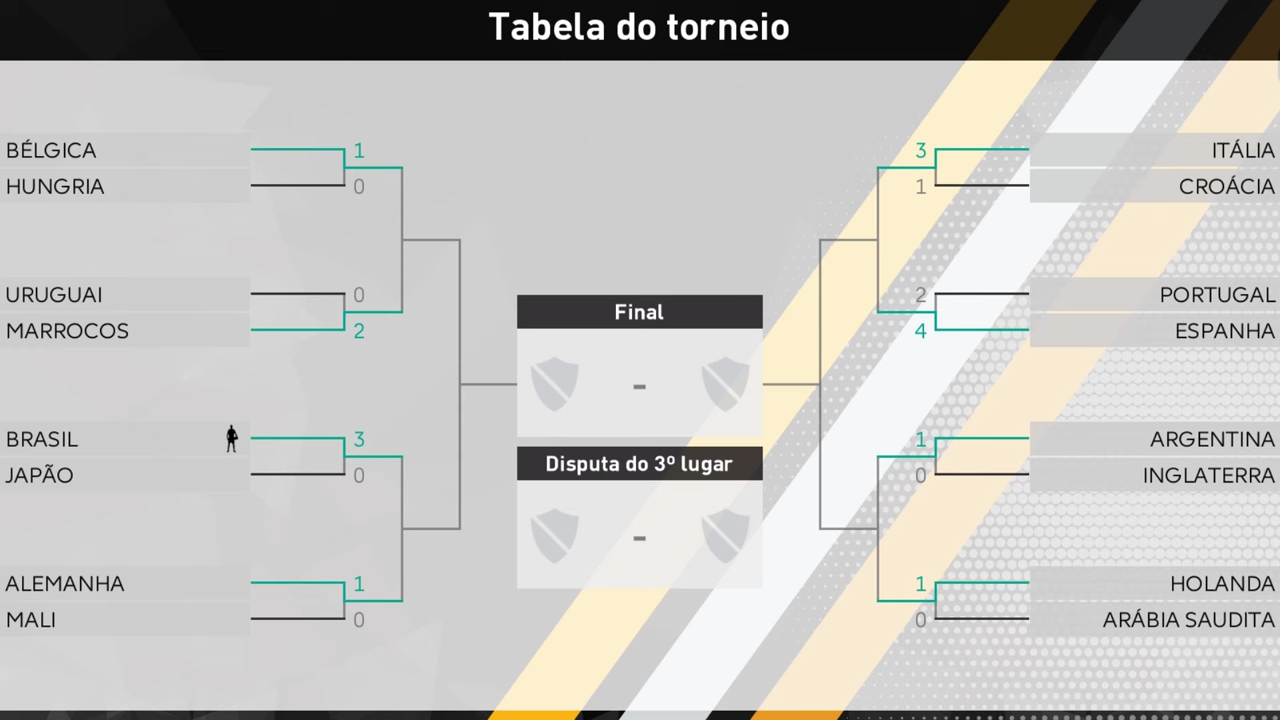 Tabela do torneio
BÉLGICA 1
HUNGRIA 0
URUGUAI 0
MARROCOS 2
BRASIL 3
JAPÃO 0
ALEMANHA 1
MALI 0
Final
-
Disputa do 3º lugar
-
3 ITÁLIA
1 CROÁCIA
2 PORTUGAL
4 ESPANHA
1 ARGENTINA
0 INGLATERRA
1 HOLANDA
0 ARÁBIA SAUDITA